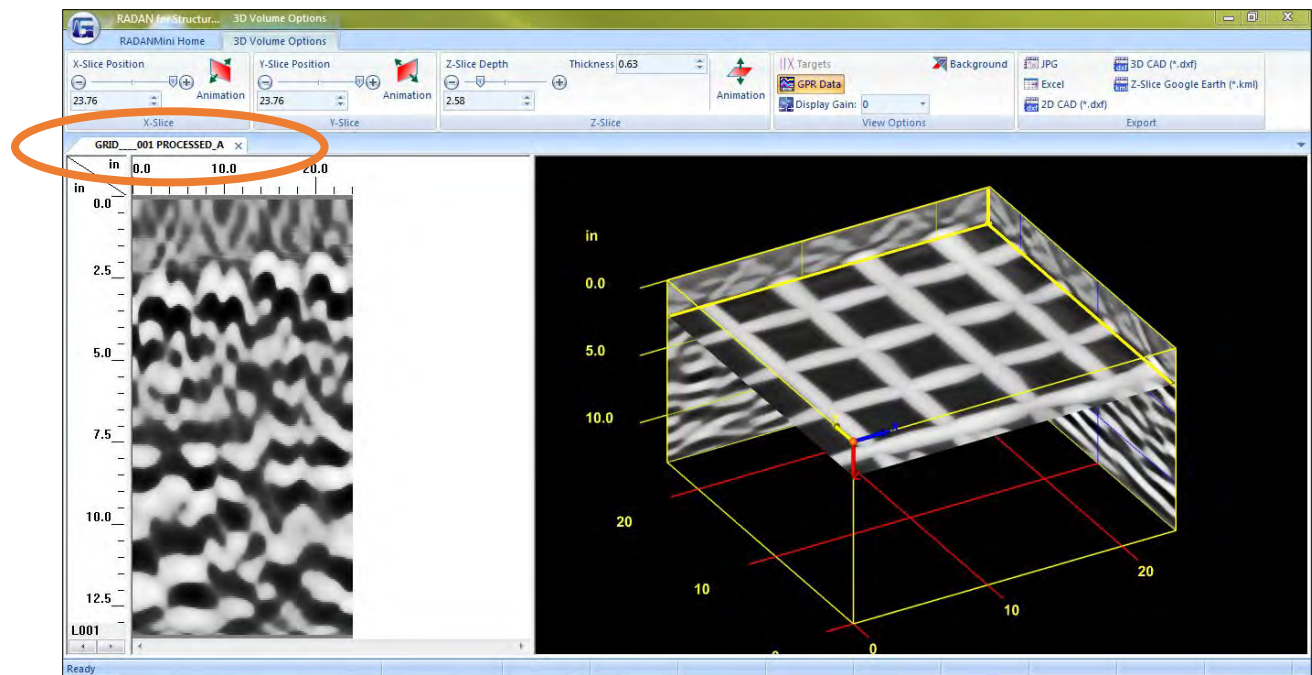 RADAN for Structur... 3D Volume Options
RADANMini Home 3D Volume Options
X-Slice Position
23.76
Animation
X-Slice
Y-Slice Position
23.76
Animation
Y-Slice
Z-Slice Depth
2.58
Thickness 0.63
Animation
Z-Slice
Targets
GPR Data
Display Gain: 0
Background
View Options
JPG
Excel
2D CAD (*.dxf)
3D CAD (*.dxf)
Z-Slice Google Earth (*.kml)
Export
GRID____001 PROCESSED_A
in
in
0.0 10.0 20.0
0.0
2.5
5.0
7.5
10.0
12.5
L001
in
0.0
5.0
10.0
20
10
0
10
20
Ready